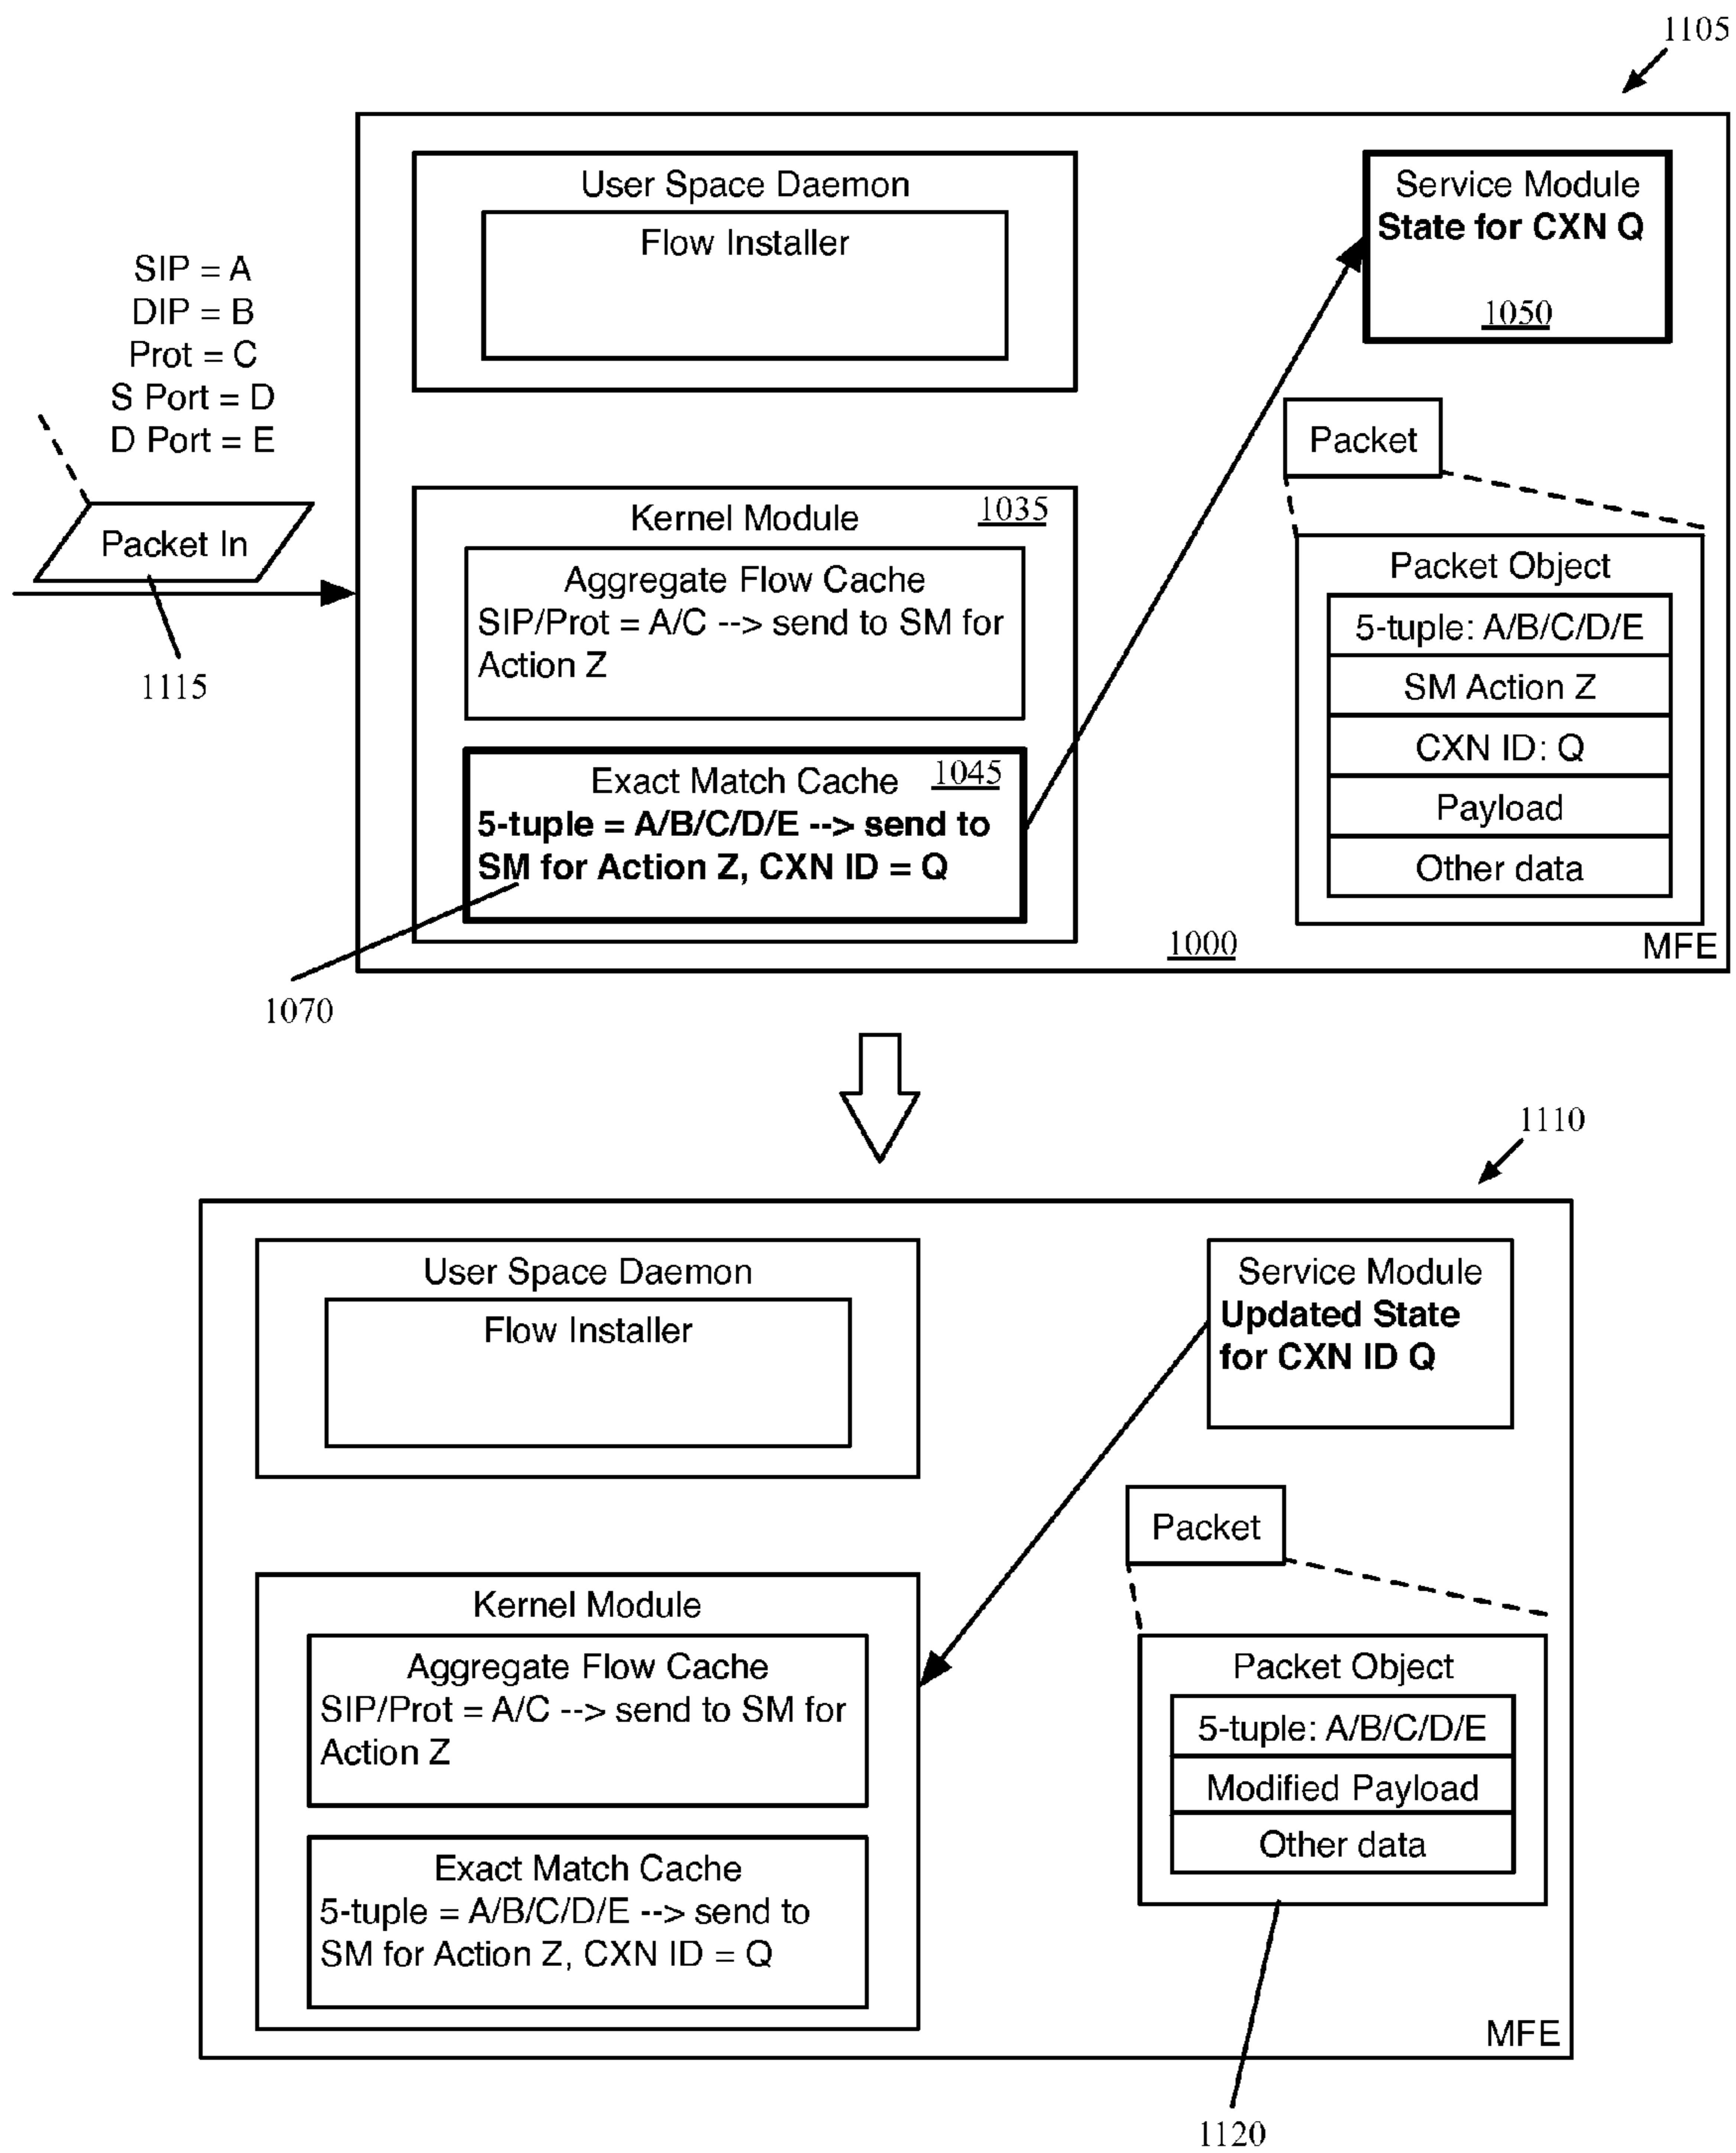 1105
User Space Daemon
Flow Installer
Service Module
State for CXN Q
1050
SIP = A
DIP = B
Prot = C
S Port = D
D Port = E
Packet In
1115
Packet
Kernel Module 1035
Aggregate Flow Cache
SIP/Prot = A/C --> send to SM for
Action Z
Exact Match Cache 1045
5-tuple = A/B/C/D/E --> send to
SM for Action Z, CXN ID = Q
1070
Packet Object
5-tuple: A/B/C/D/E
SM Action Z
CXN ID: Q
Payload
Other data
1000
MFE
1110
User Space Daemon
Flow Installer
Service Module
Updated State
for CXN ID Q
Packet
Kernel Module
Aggregate Flow Cache
SIP/Prot = A/C --> send to SM for
Action Z
Exact Match Cache
5-tuple = A/B/C/D/E --> send to
SM for Action Z, CXN ID = Q
Packet Object
5-tuple: A/B/C/D/E
Modified Payload
Other data
MFE
1120